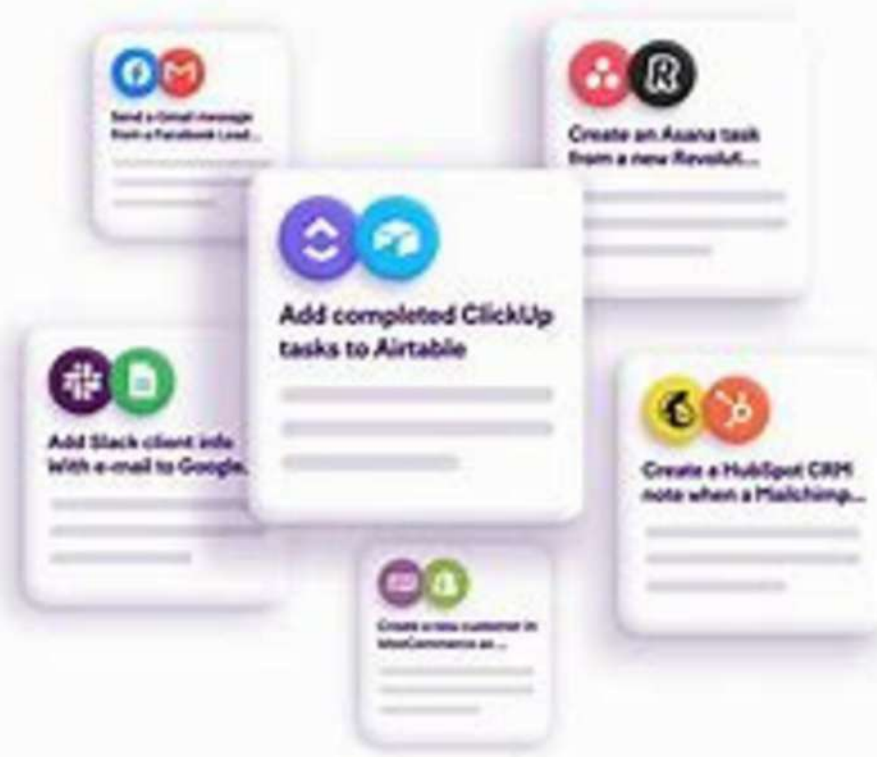 Send a Gmail message
from a Facebook Lead...
Create an Asana task
from a new Revolut...
Add completed ClickUp
tasks to Airtable
Add Slack client info
With e-mail to Google.
Create a HubSpot CRM
note when a Mailchimp...
Create a new customer in
WooCommerce as ...